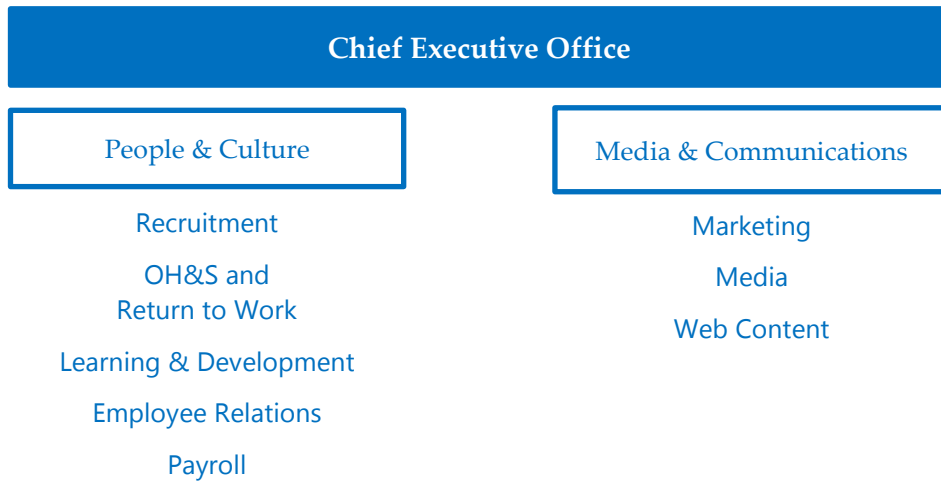 Chief Executive Office
People & Culture
Recruitment
OH&S and
Return to Work
Learning & Development
Employee Relations
Payroll
Media & Communications
Marketing
Media
Web Content